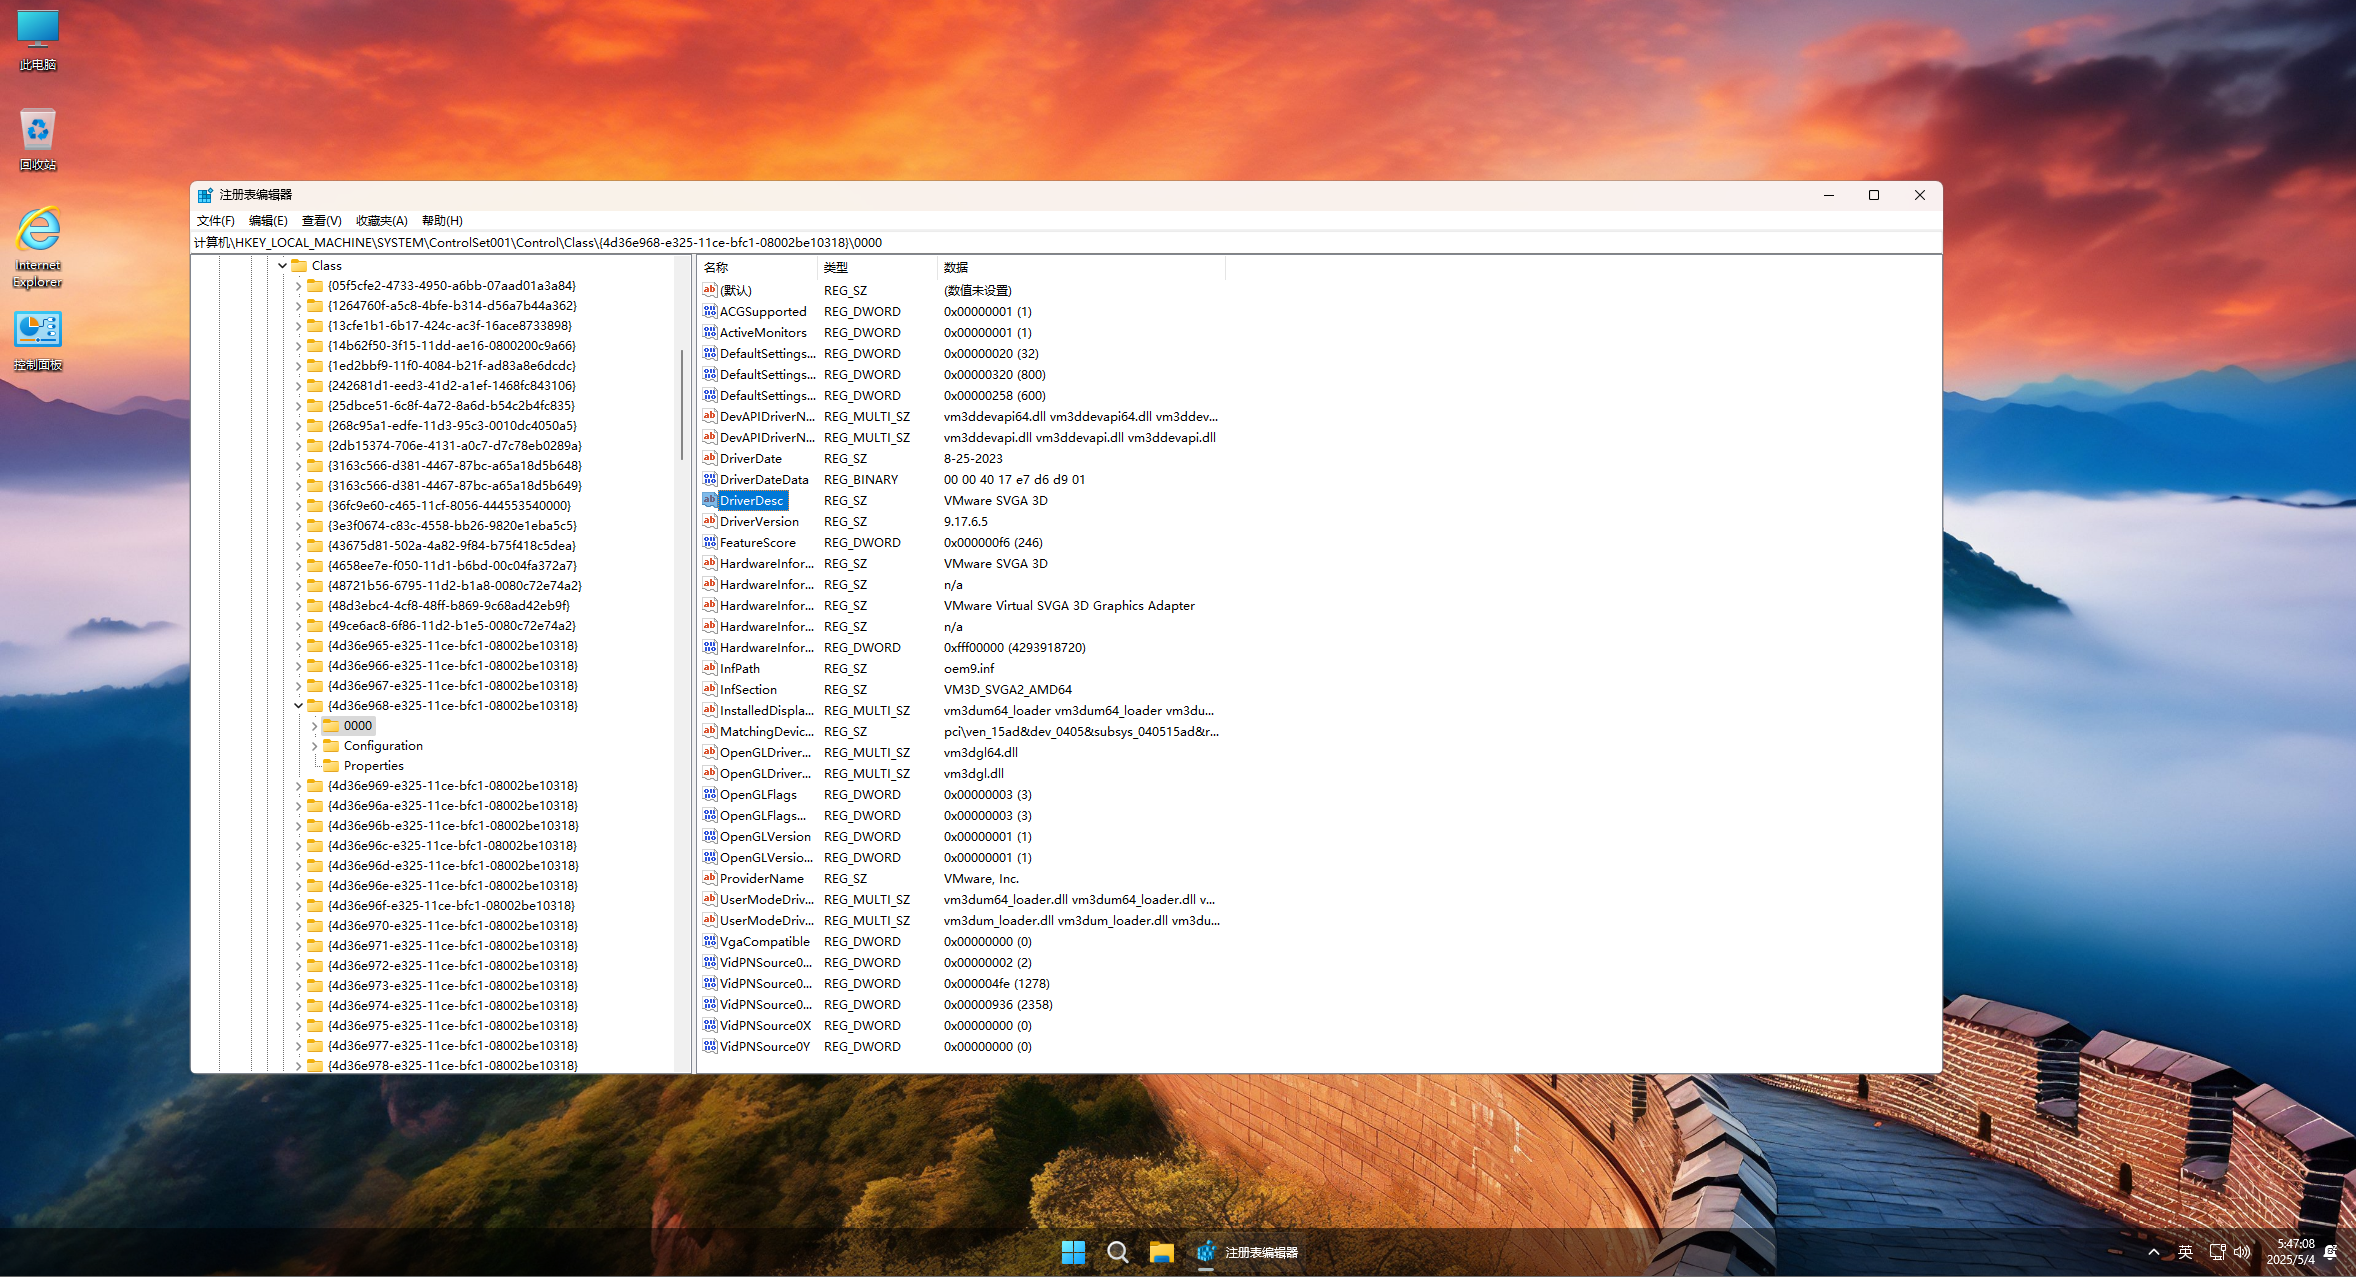 此电脑
回收站
Internet
Explorer
控制面板
注册表编辑器
文件(F) 编辑(E) 查看(V) 收藏夹(A) 帮助(H)
计算机\HKEY_LOCAL_MACHINE\SYSTEM\ControlSet001\Control\Class\{4d36e968-e325-11ce-bfc1-08002be10318}\0000
Class
{05f5cfe2-4733-4950-a6bb-07aad01a3a84}
{1264760f-a5c8-4bfe-b314-d56a7b44a362}
{13cfe1b1-6b17-424c-ac3f-16ace8733898}
{14b62f50-3f15-11dd-ae16-0800200c9a66}
{1ed2bbf9-11f0-4084-b21f-ad83a8e6dcdc}
{242681d1-eed3-41d2-a1ef-1468fc843106}
{25dbce51-6c8f-4a72-8a6d-b54c2b4fc835}
{268c95a1-edfe-11d3-95c3-0010dc4050a5}
{2db15374-706e-4131-a0c7-d7c78eb0289a}
{3163c566-d381-4467-87bc-a65a18d5b648}
{3163c566-d381-4467-87bc-a65a18d5b649}
{36fc9e60-c465-11cf-8056-444553540000}
{3e3f0674-c83c-4558-bb26-9820e1eba5c5}
{43675d81-502a-4a82-9f84-b75f418c5dea}
{4658ee7e-f050-11d1-b6bd-00c04fa372a7}
{48721b56-6795-11d2-b1a8-0080c72e74a2}
{48d3ebc4-4cf8-48ff-b869-9c68ad42eb9f}
{49ce6ac8-6f86-11d2-b1e5-0080c72e74a2}
{4d36e965-e325-11ce-bfc1-08002be10318}
{4d36e966-e325-11ce-bfc1-08002be10318}
{4d36e967-e325-11ce-bfc1-08002be10318}
{4d36e968-e325-11ce-bfc1-08002be10318}
0000
Configuration
Properties
{4d36e969-e325-11ce-bfc1-08002be10318}
{4d36e96a-e325-11ce-bfc1-08002be10318}
{4d36e96b-e325-11ce-bfc1-08002be10318}
{4d36e96c-e325-11ce-bfc1-08002be10318}
{4d36e96d-e325-11ce-bfc1-08002be10318}
{4d36e96e-e325-11ce-bfc1-08002be10318}
{4d36e96f-e325-11ce-bfc1-08002be10318}
{4d36e970-e325-11ce-bfc1-08002be10318}
{4d36e971-e325-11ce-bfc1-08002be10318}
{4d36e972-e325-11ce-bfc1-08002be10318}
{4d36e973-e325-11ce-bfc1-08002be10318}
{4d36e974-e325-11ce-bfc1-08002be10318}
{4d36e975-e325-11ce-bfc1-08002be10318}
{4d36e977-e325-11ce-bfc1-08002be10318}
{4d36e978-e325-11ce-bfc1-08002be10318}
名称 类型 数据
(默认) REG_SZ (数值未设置)
ACGSupported REG_DWORD 0x00000001 (1)
ActiveMonitors REG_DWORD 0x00000001 (1)
DefaultSettings... REG_DWORD 0x00000020 (32)
DefaultSettings... REG_DWORD 0x00000320 (800)
DefaultSettings... REG_DWORD 0x00000258 (600)
DevAPIDriverN... REG_MULTI_SZ vm3ddevapi64.dll vm3ddevapi64.dll vm3ddev...
DevAPIDriverN... REG_MULTI_SZ vm3ddevapi.dll vm3ddevapi.dll vm3ddevapi.dll
DriverDate REG_SZ 8-25-2023
DriverDateData REG_BINARY 00 00 40 17 e7 d6 d9 01
DriverDesc REG_SZ VMware SVGA 3D
DriverVersion REG_SZ 9.17.6.5
FeatureScore REG_DWORD 0x000000f6 (246)
HardwareInfor... REG_SZ VMware SVGA 3D
HardwareInfor... REG_SZ n/a
HardwareInfor... REG_SZ VMware Virtual SVGA 3D Graphics Adapter
HardwareInfor... REG_SZ n/a
HardwareInfor... REG_DWORD 0xfff00000 (4293918720)
InfPath REG_SZ oem9.inf
InfSection REG_SZ VM3D_SVGA2_AMD64
InstalledDispla... REG_MULTI_SZ vm3dum64_loader vm3dum64_loader vm3du...
MatchingDevic... REG_SZ pci\ven_15ad&dev_0405&subsys_040515ad&r...
OpenGLDriver... REG_MULTI_SZ vm3dgl64.dll
OpenGLDriver... REG_MULTI_SZ vm3dgl.dll
OpenGLFlags REG_DWORD 0x00000003 (3)
OpenGLFlags... REG_DWORD 0x00000003 (3)
OpenGLVersion REG_DWORD 0x00000001 (1)
OpenGLVersio... REG_DWORD 0x00000001 (1)
ProviderName REG_SZ VMware, Inc.
UserModeDriv... REG_MULTI_SZ vm3dum64_loader.dll vm3dum64_loader.dll v...
UserModeDriv... REG_MULTI_SZ vm3dum_loader.dll vm3dum_loader.dll vm3du...
VgaCompatible REG_DWORD 0x00000000 (0)
VidPNSource0... REG_DWORD 0x00000002 (2)
VidPNSource0... REG_DWORD 0x000004fe (1278)
VidPNSource0... REG_DWORD 0x00000936 (2358)
VidPNSource0X REG_DWORD 0x00000000 (0)
VidPNSource0Y REG_DWORD 0x00000000 (0)
注册表编辑器
英
5:47:08
2025/5/4